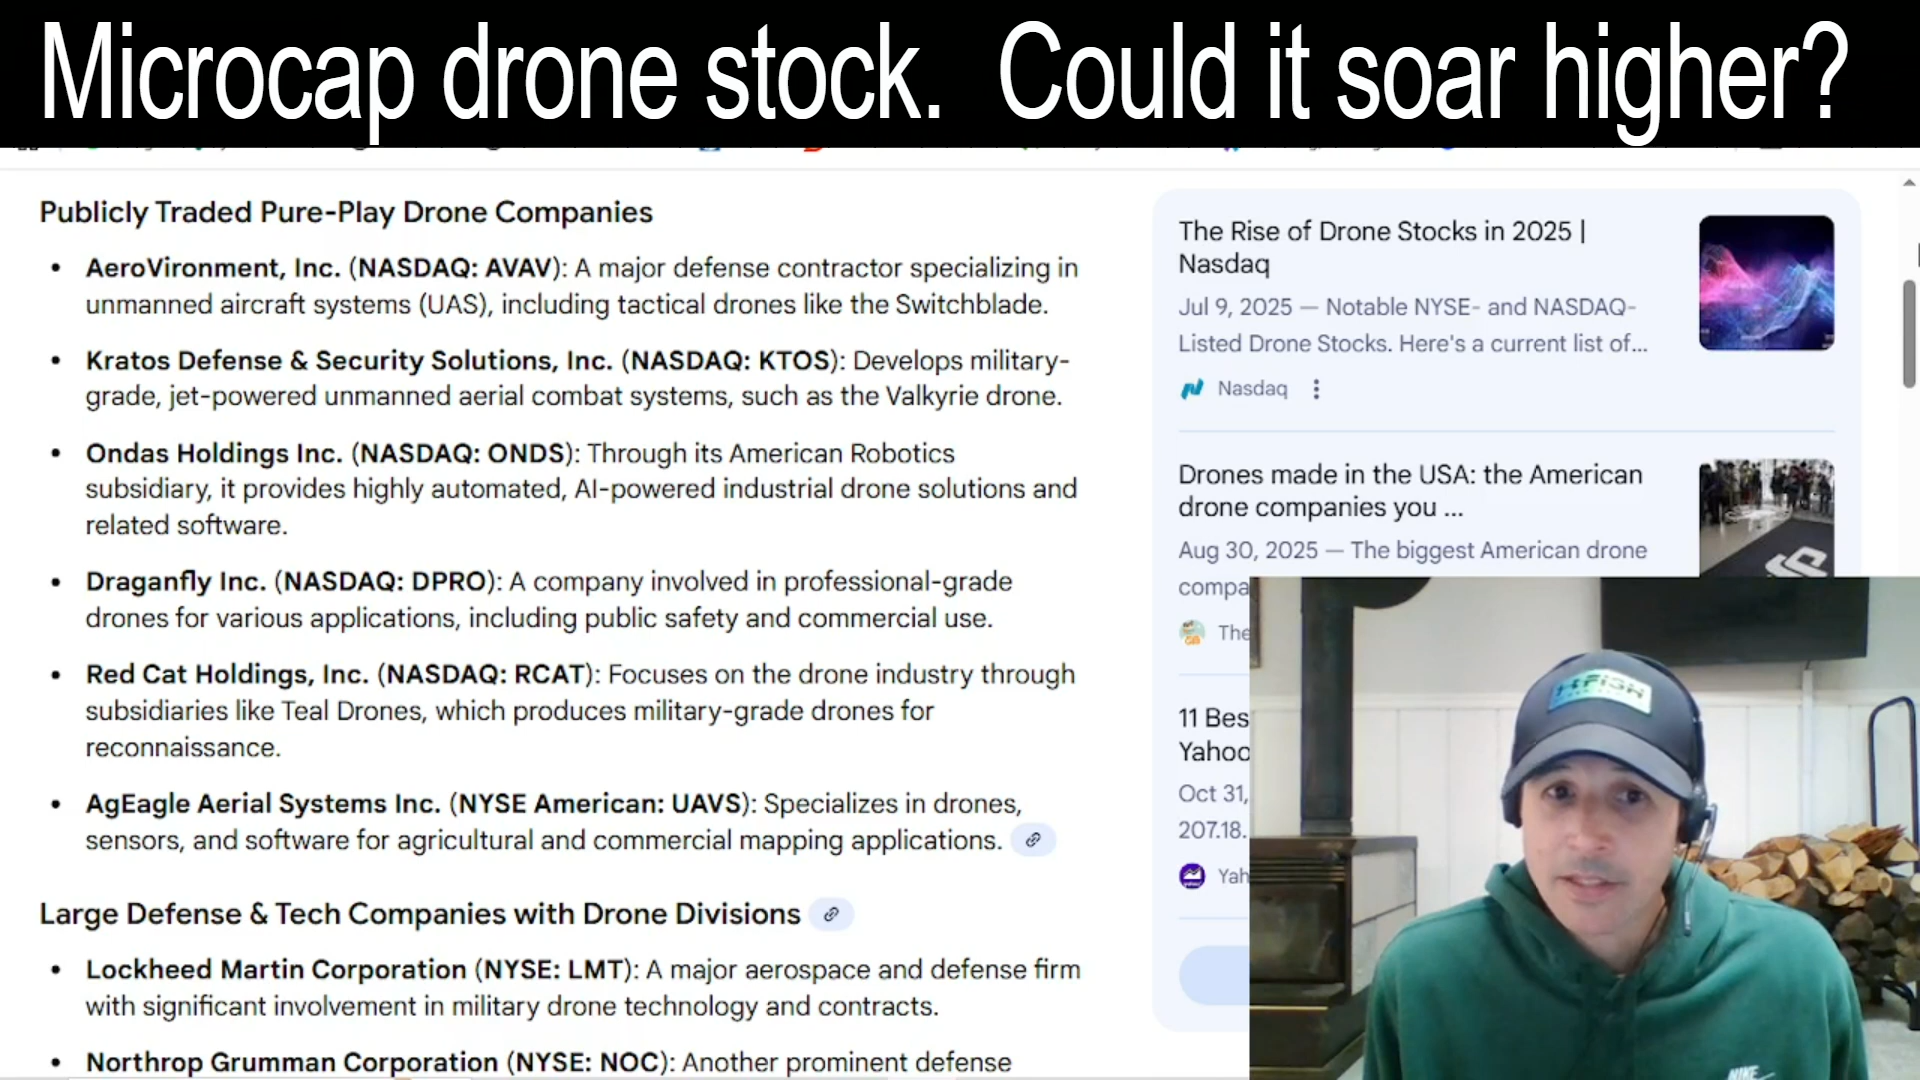 Microcap drone stock. Could it soar higher?
Publicly Traded Pure-Play Drone Companies
• AeroVironment, Inc. (NASDAQ: AVAV): A major defense contractor specializing in
unmanned aircraft systems (UAS), including tactical drones like the Switchblade.
• Kratos Defense & Security Solutions, Inc. (NASDAQ: KTOS): Develops military-
grade, jet-powered unmanned aerial combat systems, such as the Valkyrie drone.
• Ondas Holdings Inc. (NASDAQ: ONDS): Through its American Robotics
subsidiary, it provides highly automated, AI-powered industrial drone solutions and
related software.
• Draganfly Inc. (NASDAQ: DPRO): A company involved in professional-grade
drones for various applications, including public safety and commercial use.
• Red Cat Holdings, Inc. (NASDAQ: RCAT): Focuses on the drone industry through
subsidiaries like Teal Drones, which produces military-grade drones for
reconnaissance.
• AgEagle Aerial Systems Inc. (NYSE American: UAVS): Specializes in drones,
sensors, and software for agricultural and commercial mapping applications.
Large Defense & Tech Companies with Drone Divisions
• Lockheed Martin Corporation (NYSE: LMT): A major aerospace and defense firm
with significant involvement in military drone technology and contracts.
• Northrop Grumman Corporation (NYSE: NOC): Another prominent defense
The Rise of Drone Stocks in 2025 |
Nasdaq
Jul 9, 2025 — Notable NYSE- and NASDAQ-
Listed Drone Stocks. Here's a current list of...
Nasdaq
Drones made in the USA: the American
drone companies you ...
Aug 30, 2025 — The biggest American drone
compa
The
11 Bes
Yahoo
Oct 31,
207.18.
Yah
FISH
NIKE